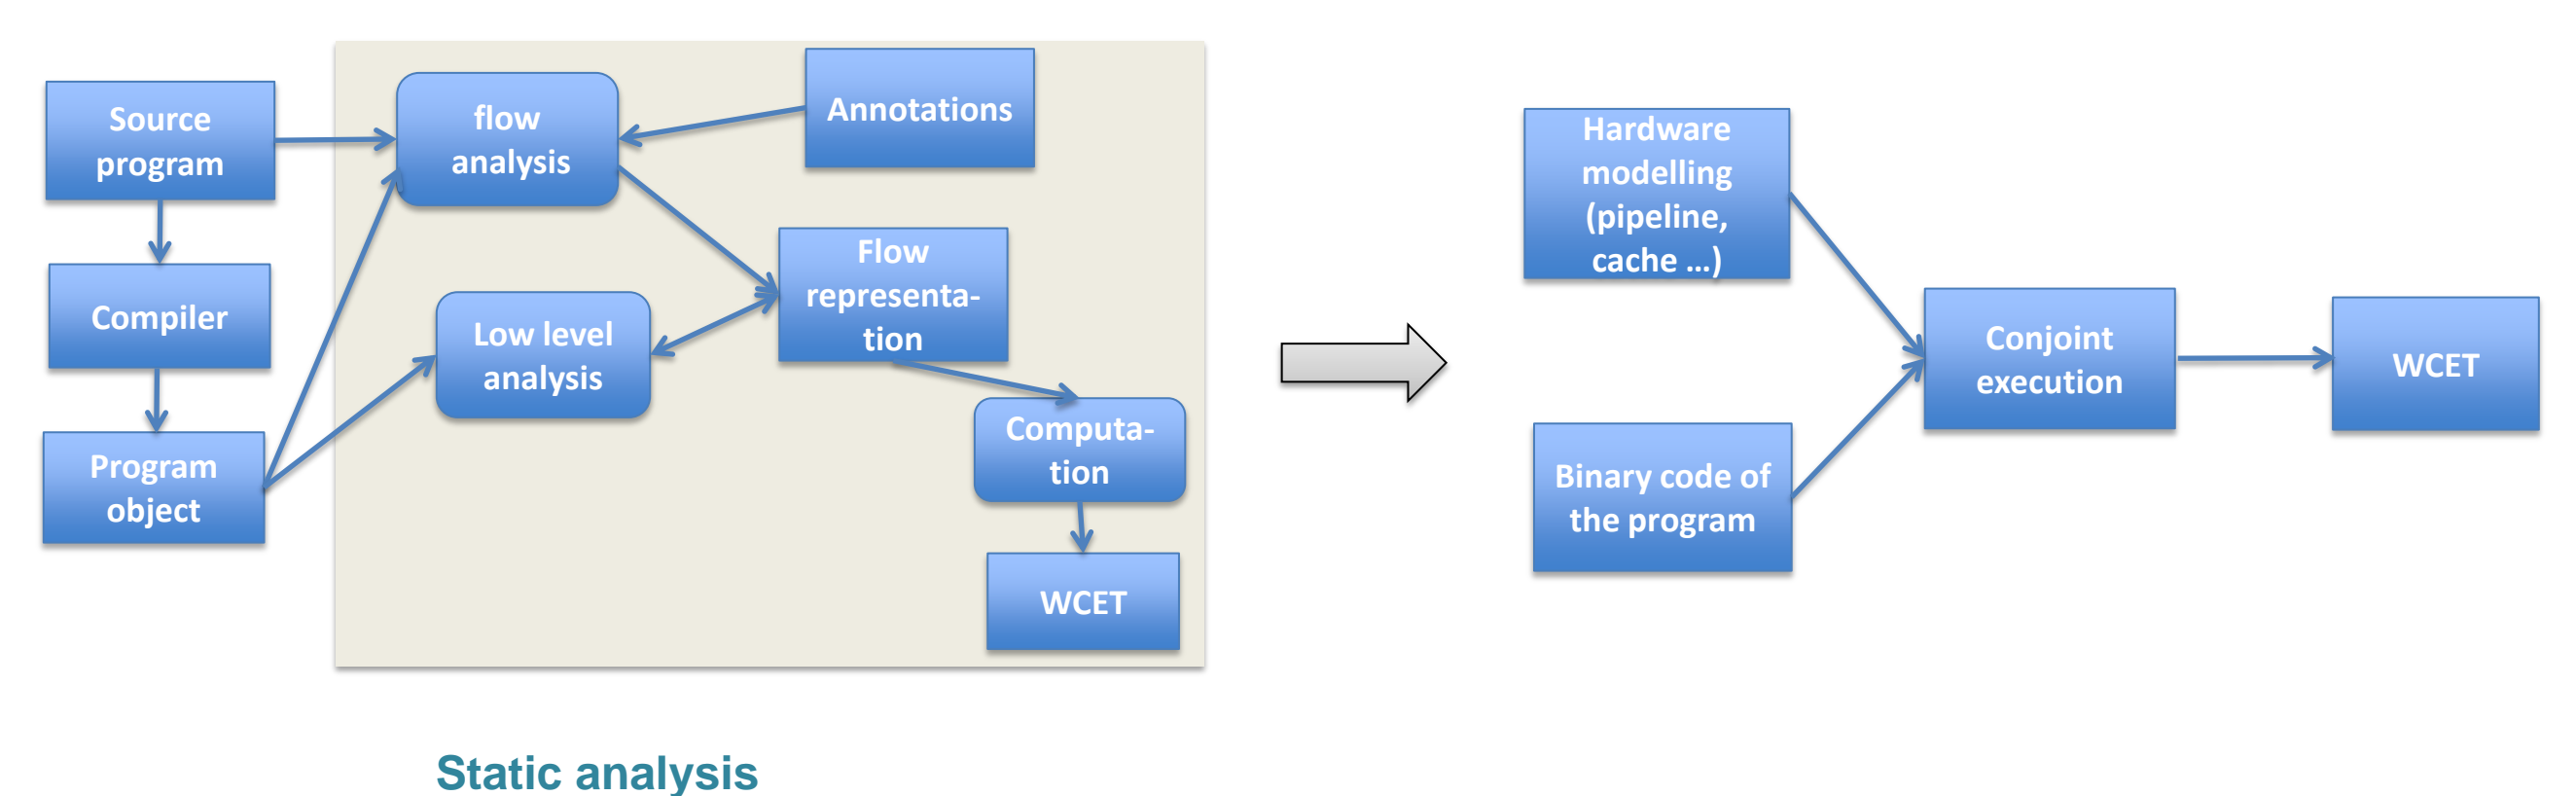 Source
program
Compiler
Program
object
flow
analysis
Annotations
Low level
analysis
Flow
representa-
tion
Computa-
tion
WCET
Static analysis
Hardware
modelling
(pipeline,
cache ...)
Binary code of
the program
Conjoint
execution
WCET